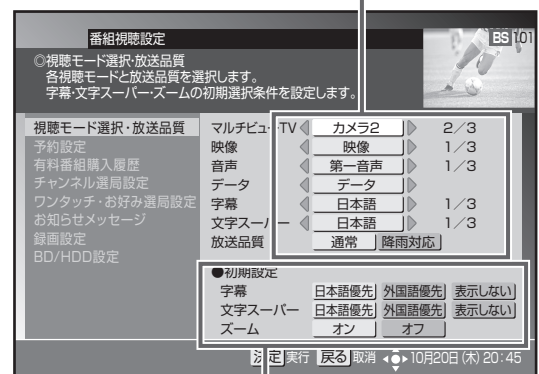 番組視聴設定
BS 101
◎視聴モード選択・放送品質
各視聴モードと放送品質を選択します。
字幕・文字スーパー・ズームの初期選択条件を設定します。
視聴モード選択・放送品質
予約設定
有料番組購入履歴
チャンネル選局設定
ワンタッチ・お好み選局設定
お知らせメッセージ
録画設定
BD/HDD設定
マルチビューTV カメラ2 2/3
映像 映像 1/3
音声 第一音声 1/3
データ データ
字幕 日本語 1/3
文字スーパー 日本語 1/3
放送品質 通常 降雨対応
●初期設定
字幕 日本語優先 外国語優先 表示しない
文字スーパー 日本語優先 外国語優先 表示しない
ズーム オン オフ
決定 実行 戻る 取消 10月20日(木) 20:45